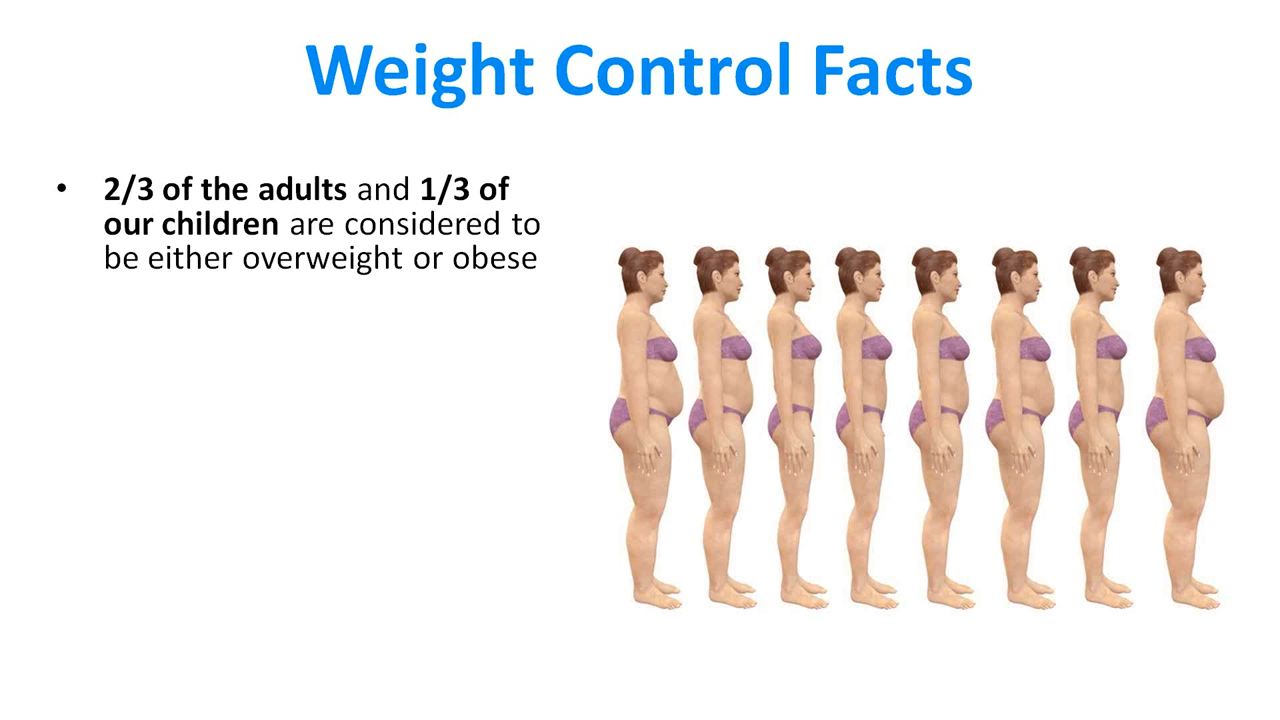 Weight Control Facts
• 2/3 of the adults and 1/3 of
our children are considered to
be either overweight or obese